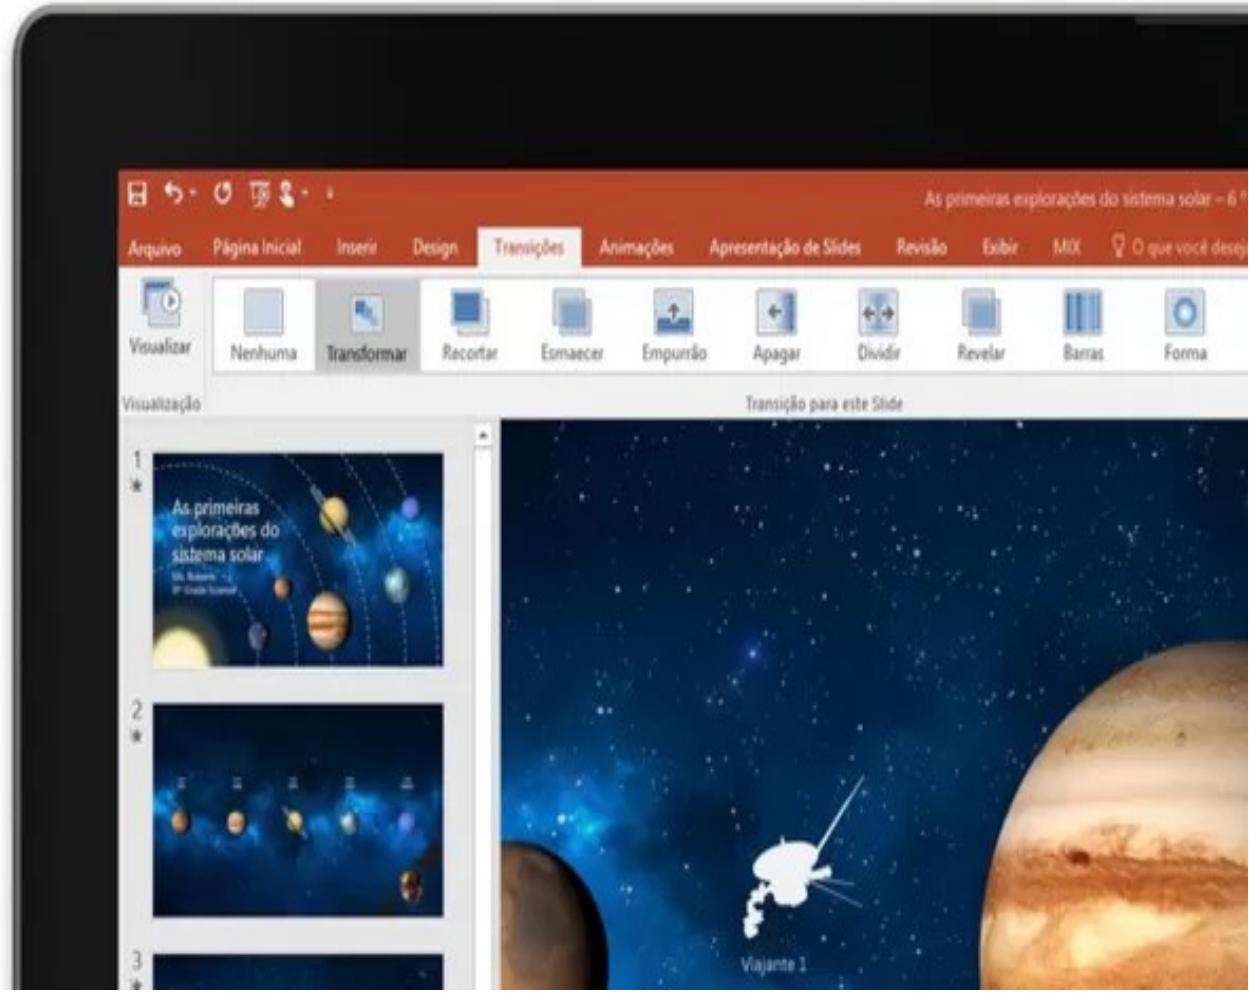 As primeiras explorações do sistema solar – 6 º
Arquivo Página Inicial Inserir Design Transições Animações Apresentação de Slides Revisão Exibir MIX O que você deseja
Visualizar Nenhuma Transformar Recortar Esmaecer Empurrão Apagar Dividir Revelar Barras Forma
Visualização Transição para este Slide
1
As primeiras
explorações do
sistema solar
2
3
Viajante 1